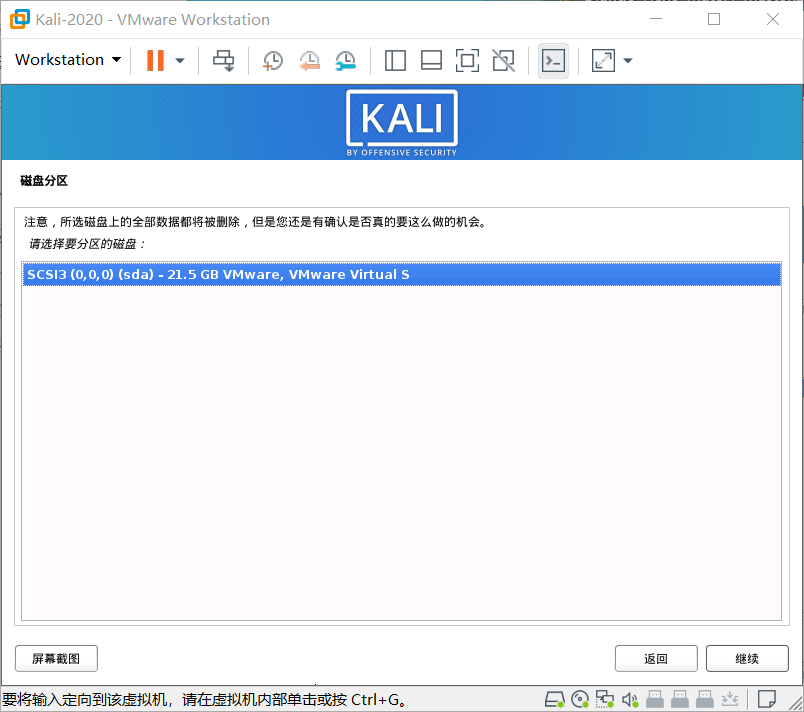 Kali-2020 - VMware Workstation
Workstation
KALI
BY OFFENSIVE SECURITY
磁盘分区
注意，所选磁盘上的全部数据都将被删除，但是您还是有确认是否真的要这么做的机会。
请选择要分区的磁盘：
SCSI3 (0,0,0) (sda) - 21.5 GB VMware, VMware Virtual S
屏幕截图
返回
继续
要将输入定向到该虚拟机，请在虚拟机内部单击或按 Ctrl+G。